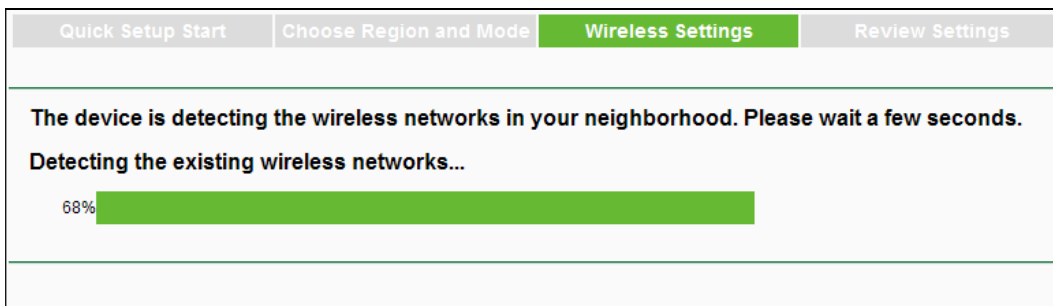 Quick Setup Start Choose Region and Mode Wireless Settings Review Settings
The device is detecting the wireless networks in your neighborhood. Please wait a few seconds.
Detecting the existing wireless networks...
68%